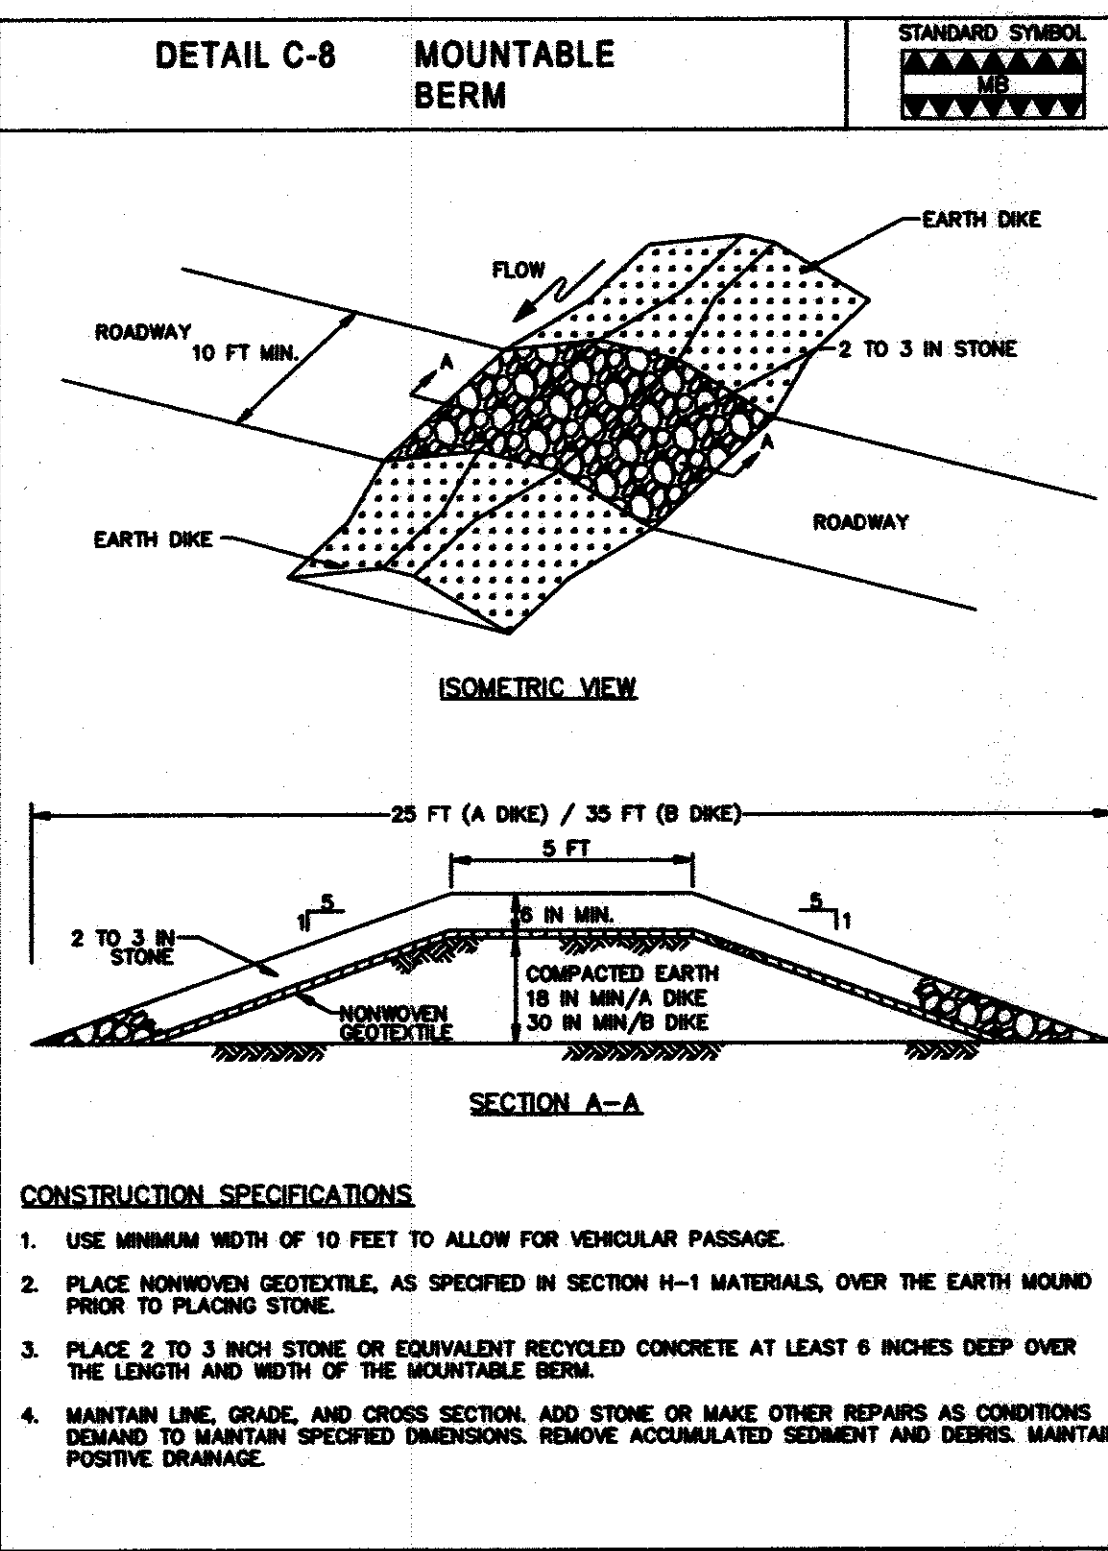 DETAIL C-8 MOUNTABLE
BERM
STANDARD SYMBOL
MB
EARTH DIKE
FLOW
ROADWAY
10 FT MIN.
2 TO 3 IN STONE
A
A
ROADWAY
EARTH DIKE
ISOMETRIC VIEW
25 FT (A DIKE) / 35 FT (B DIKE)
5 FT
5
1
5
1
6 IN MIN.
2 TO 3 IN
STONE
COMPACTED EARTH
18 IN MIN/A DIKE
30 IN MIN/B DIKE
NONWOVEN
GEOTEXTILE
SECTION A-A
CONSTRUCTION SPECIFICATIONS
1. USE MINIMUM WIDTH OF 10 FEET TO ALLOW FOR VEHICULAR PASSAGE.
2. PLACE NONWOVEN GEOTEXTILE, AS SPECIFIED IN SECTION H-1 MATERIALS, OVER THE EARTH MOUND
PRIOR TO PLACING STONE.
3. PLACE 2 TO 3 INCH STONE OR EQUIVALENT RECYCLED CONCRETE AT LEAST 6 INCHES DEEP OVER
THE LENGTH AND WIDTH OF THE MOUNTABLE BERM.
4. MAINTAIN LINE, GRADE, AND CROSS SECTION. ADD STONE OR MAKE OTHER REPAIRS AS CONDITIONS
DEMAND TO MAINTAIN SPECIFIED DIMENSIONS. REMOVE ACCUMULATED SEDIMENT AND DEBRIS. MAINTAIN
POSITIVE DRAINAGE.